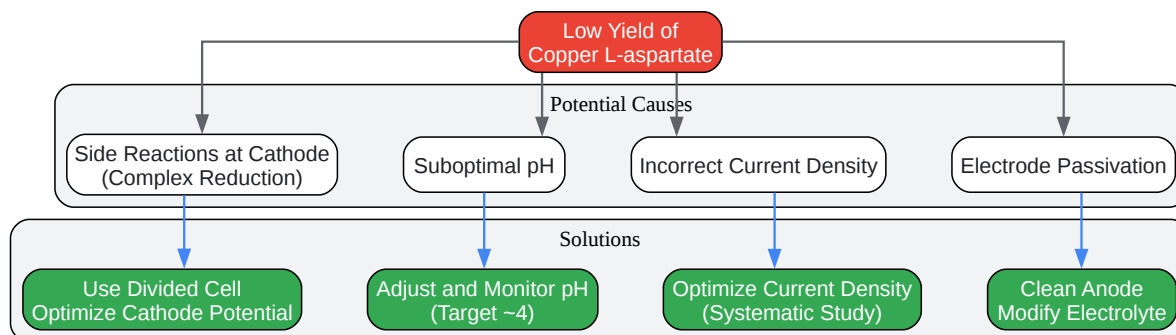 Low Yield of
Copper L-aspartate
Potential Causes
Side Reactions at Cathode
(Complex Reduction)
Suboptimal pH
Incorrect Current Density
Electrode Passivation
Solutions
Use Divided Cell
Optimize Cathode Potential
Adjust and Monitor pH
(Target ~4)
Optimize Current Density
(Systematic Study)
Clean Anode
Modify Electrolyte